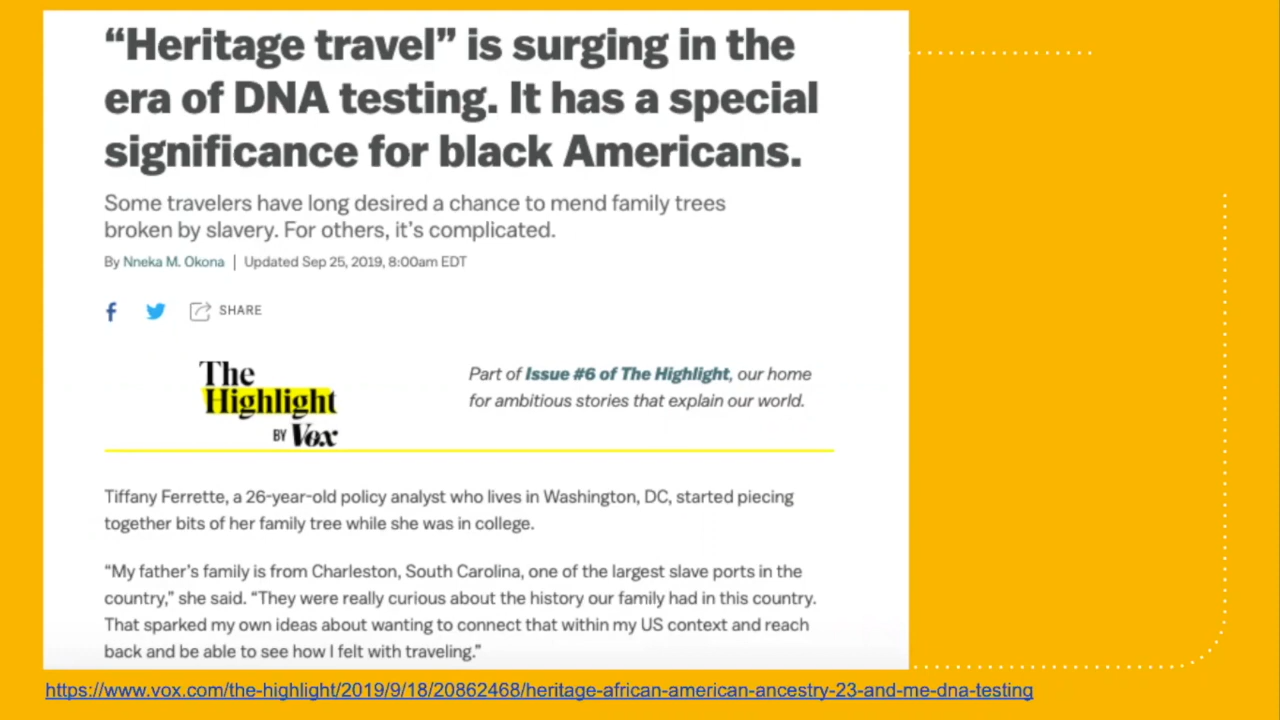 “Heritage travel” is surging in the
era of DNA testing. It has a special
significance for black Americans.
Some travelers have long desired a chance to mend family trees
broken by slavery. For others, it’s complicated.
By Nneka M. Okona | Updated Sep 25, 2019, 8:00am EDT
SHARE
The
Highlight
BY Vox
Part of Issue #6 of The Highlight, our home
for ambitious stories that explain our world.
Tiffany Ferrette, a 26-year-old policy analyst who lives in Washington, DC, started piecing
together bits of her family tree while she was in college.
“My father’s family is from Charleston, South Carolina, one of the largest slave ports in the
country,” she said. “They were really curious about the history our family had in this country.
That sparked my own ideas about wanting to connect that within my US context and reach
back and be able to see how I felt with traveling.”
https://www.vox.com/the-highlight/2019/9/18/20862468/heritage-african-american-ancestry-23-and-me-dna-testing